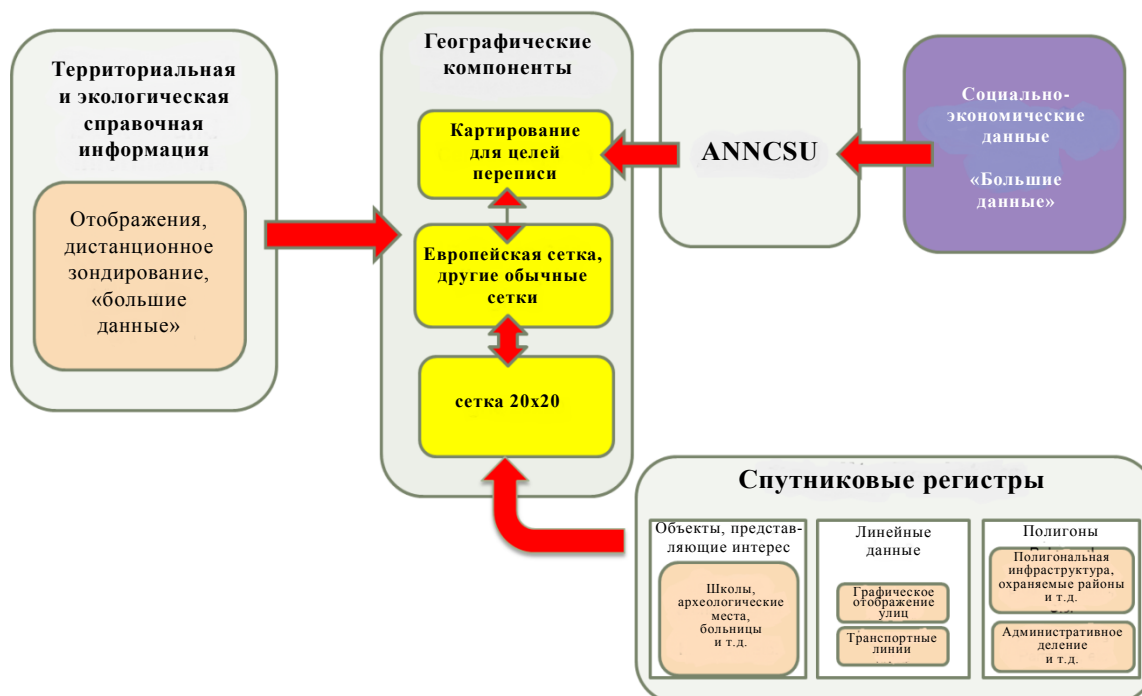 Территориальная
и экологическая
справочная
информация
Отображения,
дистанционное
зондирование,
«большие
данные»
Географические
компоненты
Картирование
для целей
переписи
Европейская сетка,
другие обычные
сетки
сетка 20x20
ANNCSU
Социально-
экономические
данные
«Большие
данные»
Спутниковые регистры
Объекты, представ-
ляющие интерес
Школы,
археологические
места,
больницы
и т.д.
Линейные
данные
Графическое
отображение
улиц
Транспортные
линии
Полигоны
Полигональная
инфраструктура,
охраняемые районы
и т.д.
Административное
деление
и т.д.